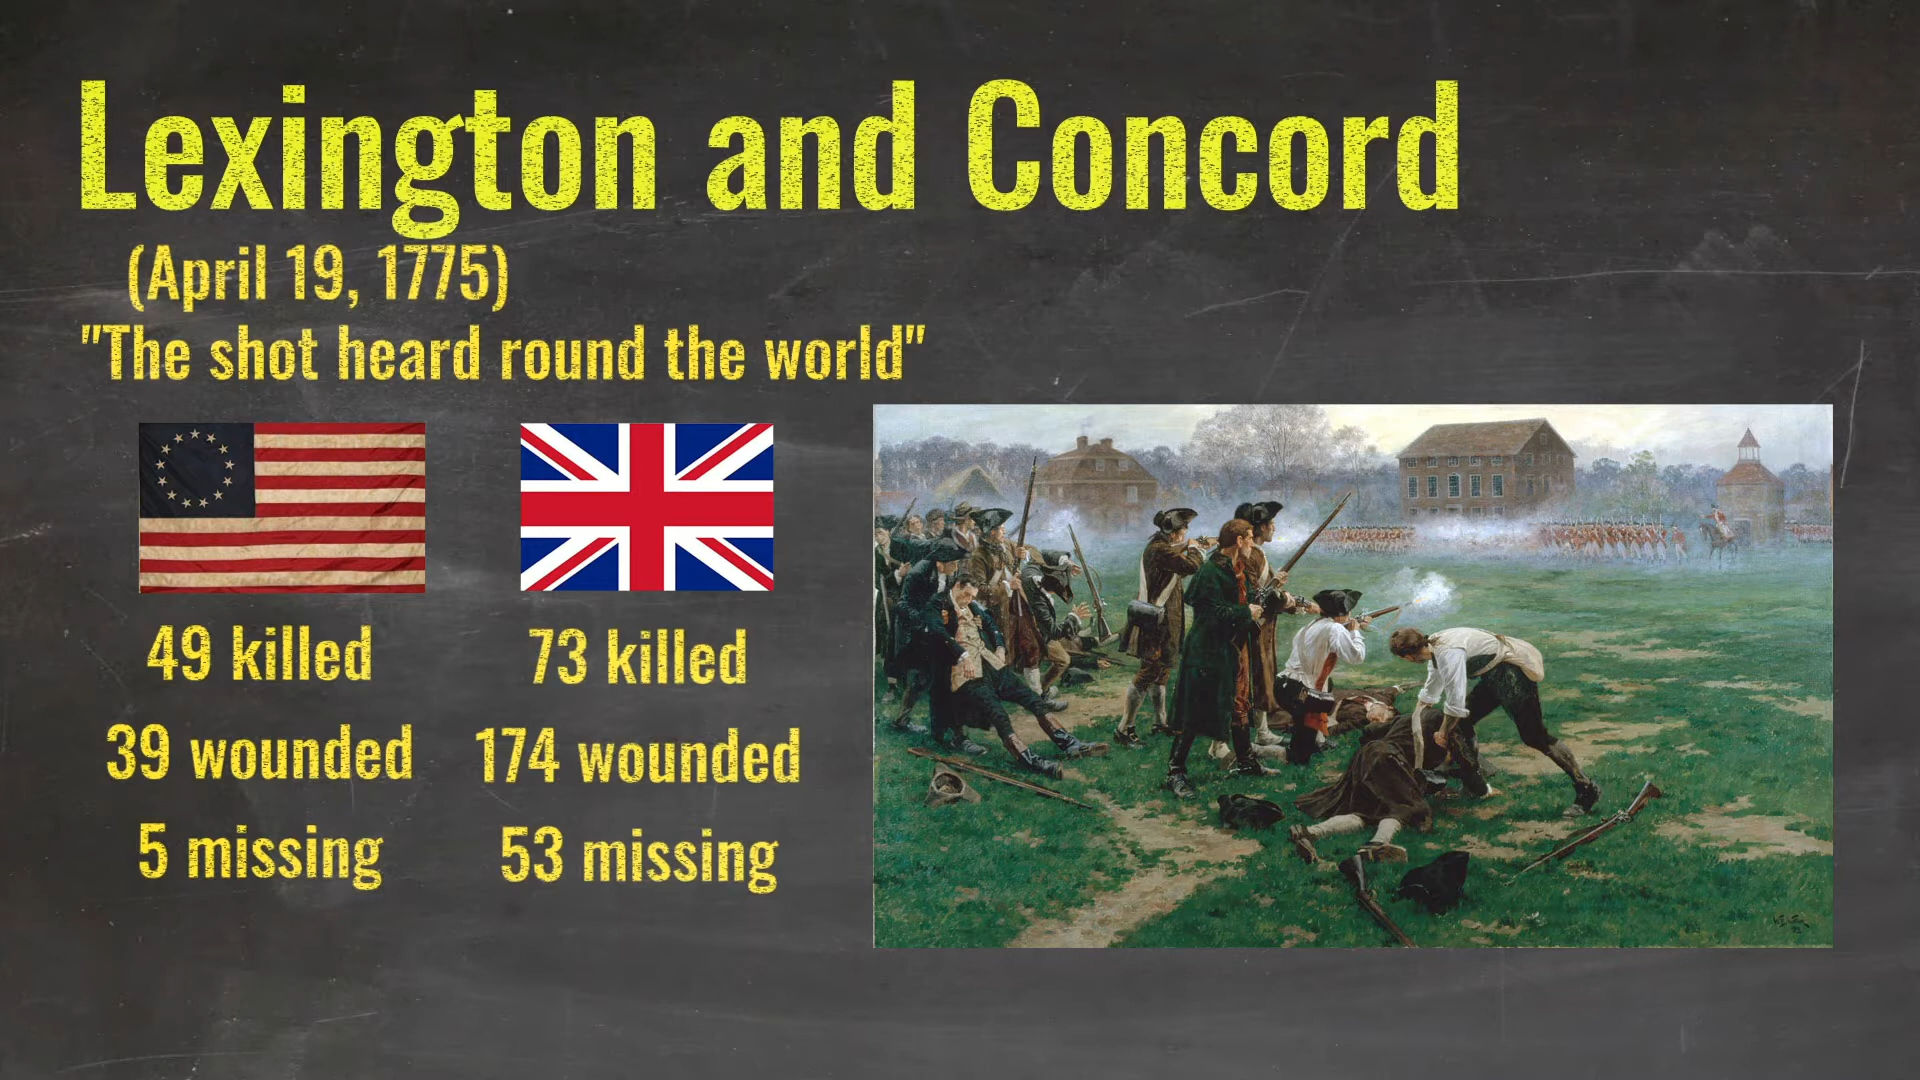 Lexington and Concord
(April 19, 1775)
"The shot heard round the world"
49 killed
39 wounded
5 missing
73 killed
174 wounded
53 missing